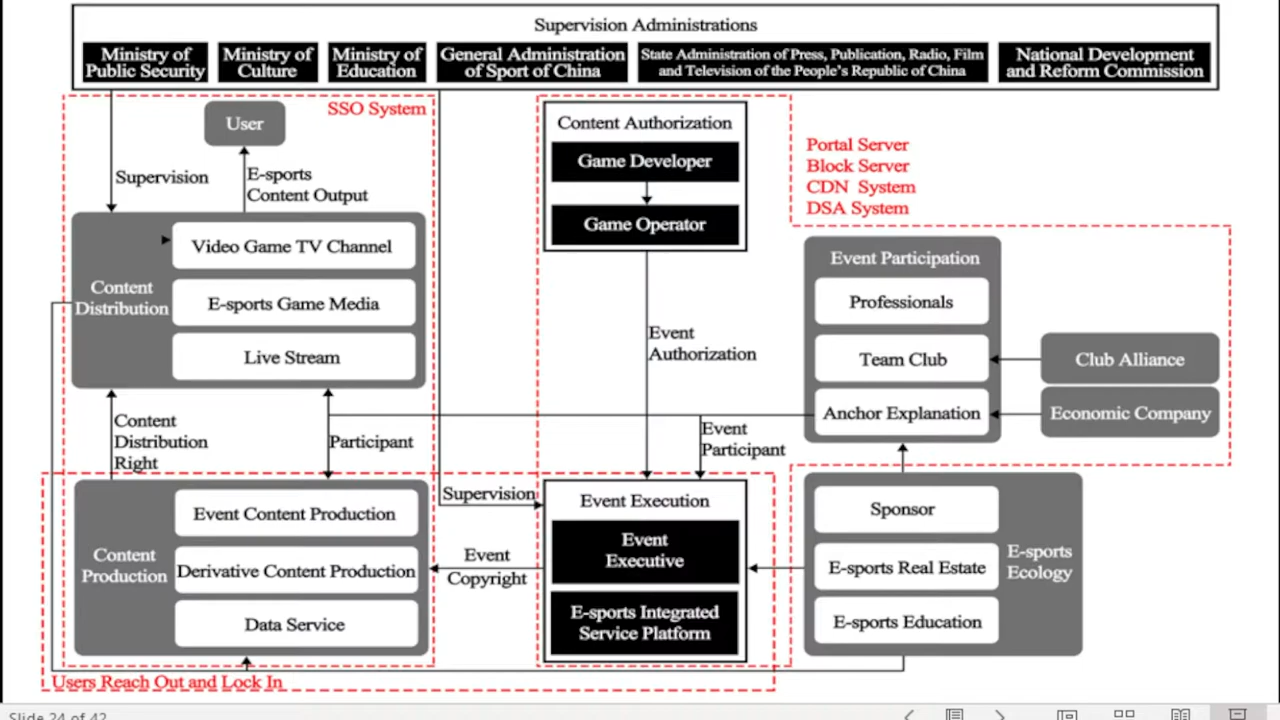 Supervision Administrations
Ministry of
Public Security
Ministry of
Culture
Ministry of
Education
General Administration
of Sport of China
State Administration of Press, Publication, Radio, Film
and Television of the People's Republic of China
National Development
and Reform Commission
SSO System
User
Supervision
E-sports
Content Output
Content Authorization
Game Developer
Game Operator
Portal Server
Block Server
CDN System
DSA System
Content
Distribution
Video Game TV Channel
E-sports Game Media
Live Stream
Event
Authorization
Event Participation
Professionals
Team Club
Anchor Explanation
Club Alliance
Economic Company
Content
Distribution
Right
Participant
Event
Participant
Content
Production
Event Content Production
Derivative Content Production
Data Service
Supervision
Event
Copyright
Event Execution
Event
Executive
E-sports Integrated
Service Platform
Sponsor
E-sports Real Estate
E-sports Education
E-sports
Ecology
Users Reach Out and Lock In
Slide 24 of 42